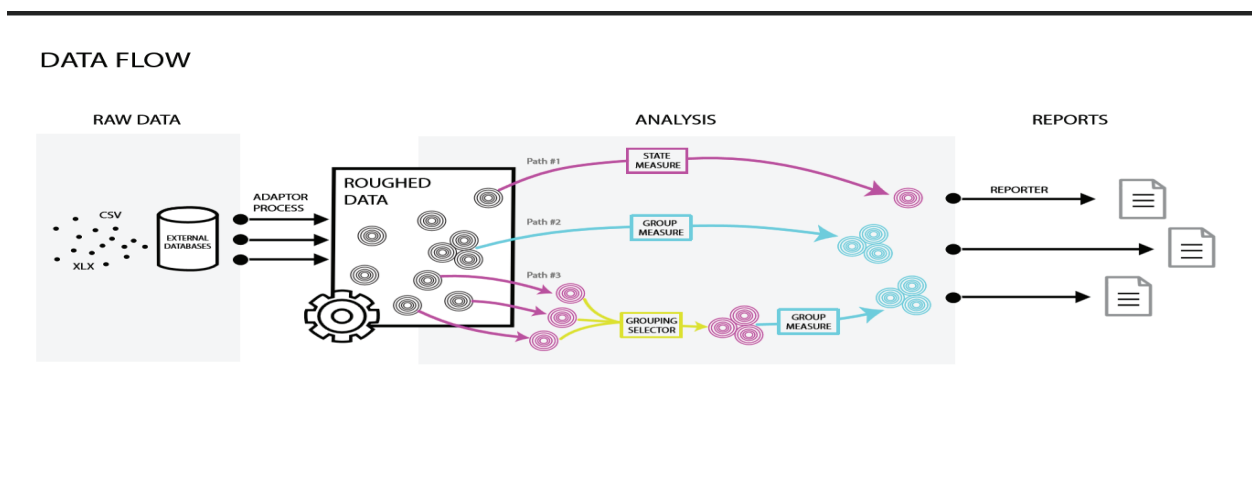 DATA FLOW
RAW DATA
ANALYSIS
REPORTS
CSV
XLX
EXTERNAL
DATABASES
ADAPTOR
PROCESS
ROUGHED
DATA
Path #1
STATE
MEASURE
Path #2
GROUP
MEASURE
Path #3
GROUPING
SELECTOR
GROUP
MEASURE
REPORTER